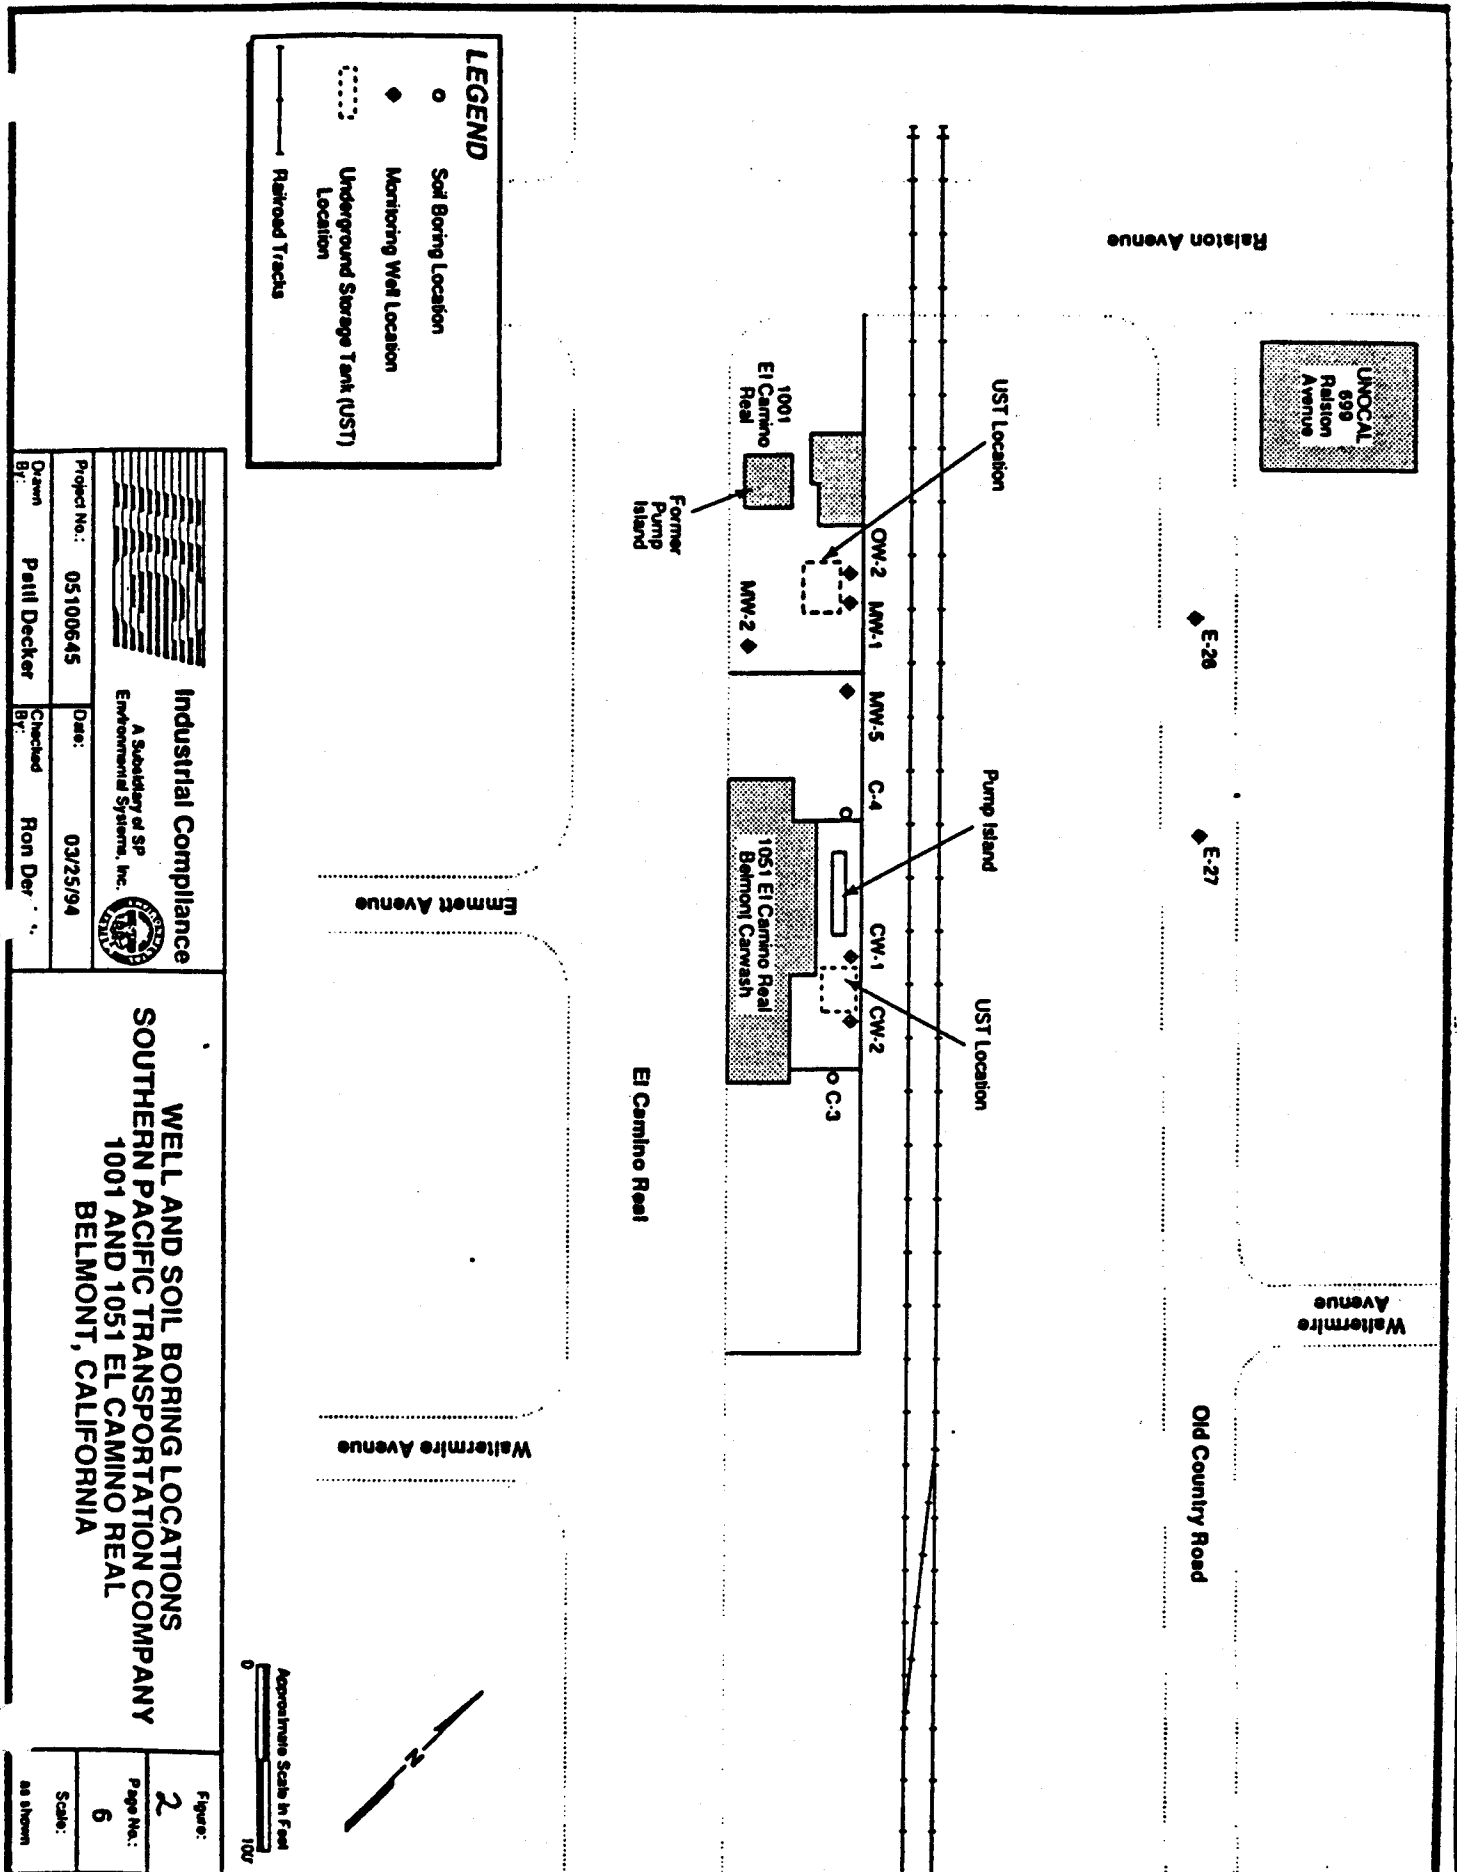 Ralston Avenue
UNOCAL
699
Ralston
Avenue
E-26
E-27
Waltermire
Avenue
Old Country Road
UST Location
Pump Island
UST Location
OW-2
MW-1
MW-5
C-4
CW-1
CW-2
C-3
1001
El Camino
Real
MW-2
1051 El Camino Real
Belmont Carwash
Former
Pump
Island
El Camino Real
Emmett Avenue
Waltermire Avenue
LEGEND
Soil Boring Location
Monitoring Well Location
Underground Storage Tank (UST)
Location
Railroad Tracks
N
Approximate Scale in Feet
0
100'
Industrial Compliance
A Subsidiary of SP
Environmental Systems, Inc.
Project No.: 05100645
Date: 03/25/94
Drawn
By: Patti Decker
Checked
By: Ron Der
WELL AND SOIL BORING LOCATIONS
SOUTHERN PACIFIC TRANSPORTATION COMPANY
1001 AND 1051 EL CAMINO REAL
BELMONT, CALIFORNIA
Figure:
2
Page No.:
6
Scale:
as shown